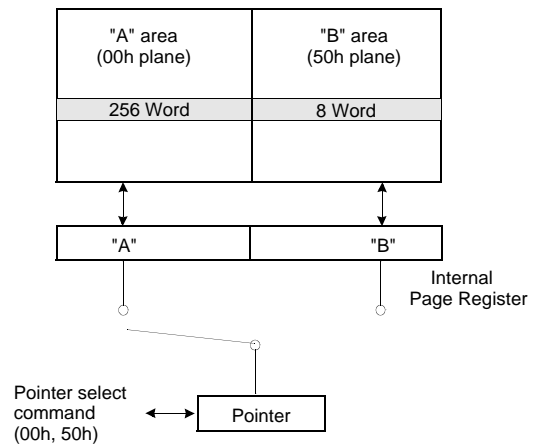 "A" area
(00h plane)
"B" area
(50h plane)
256 Word
8 Word
"A"
"B"
Internal
Page Register
Pointer select
command
(00h, 50h)
Pointer